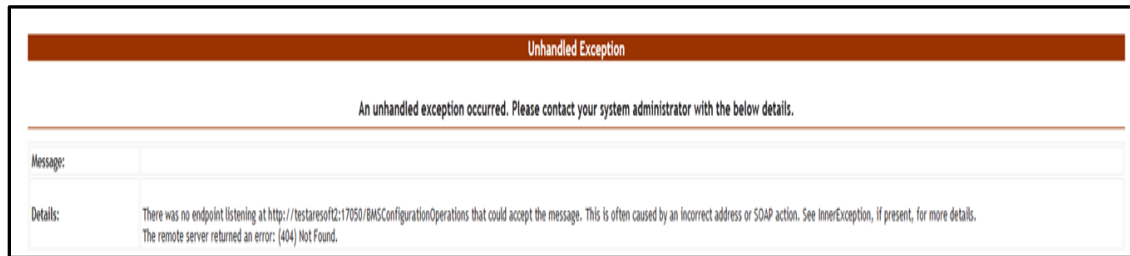 Unhandled Exception
An unhandled exception occurred. Please contact your system administrator with the below details.
Message:
Details:
There was no endpoint listening at http://testaresoft2:17050/BMSConfigurationOperations that could accept the message. This is often caused by an incorrect address or SOAP action. See InnerException, if present, for more details.
The remote server returned an error: (404) Not Found.